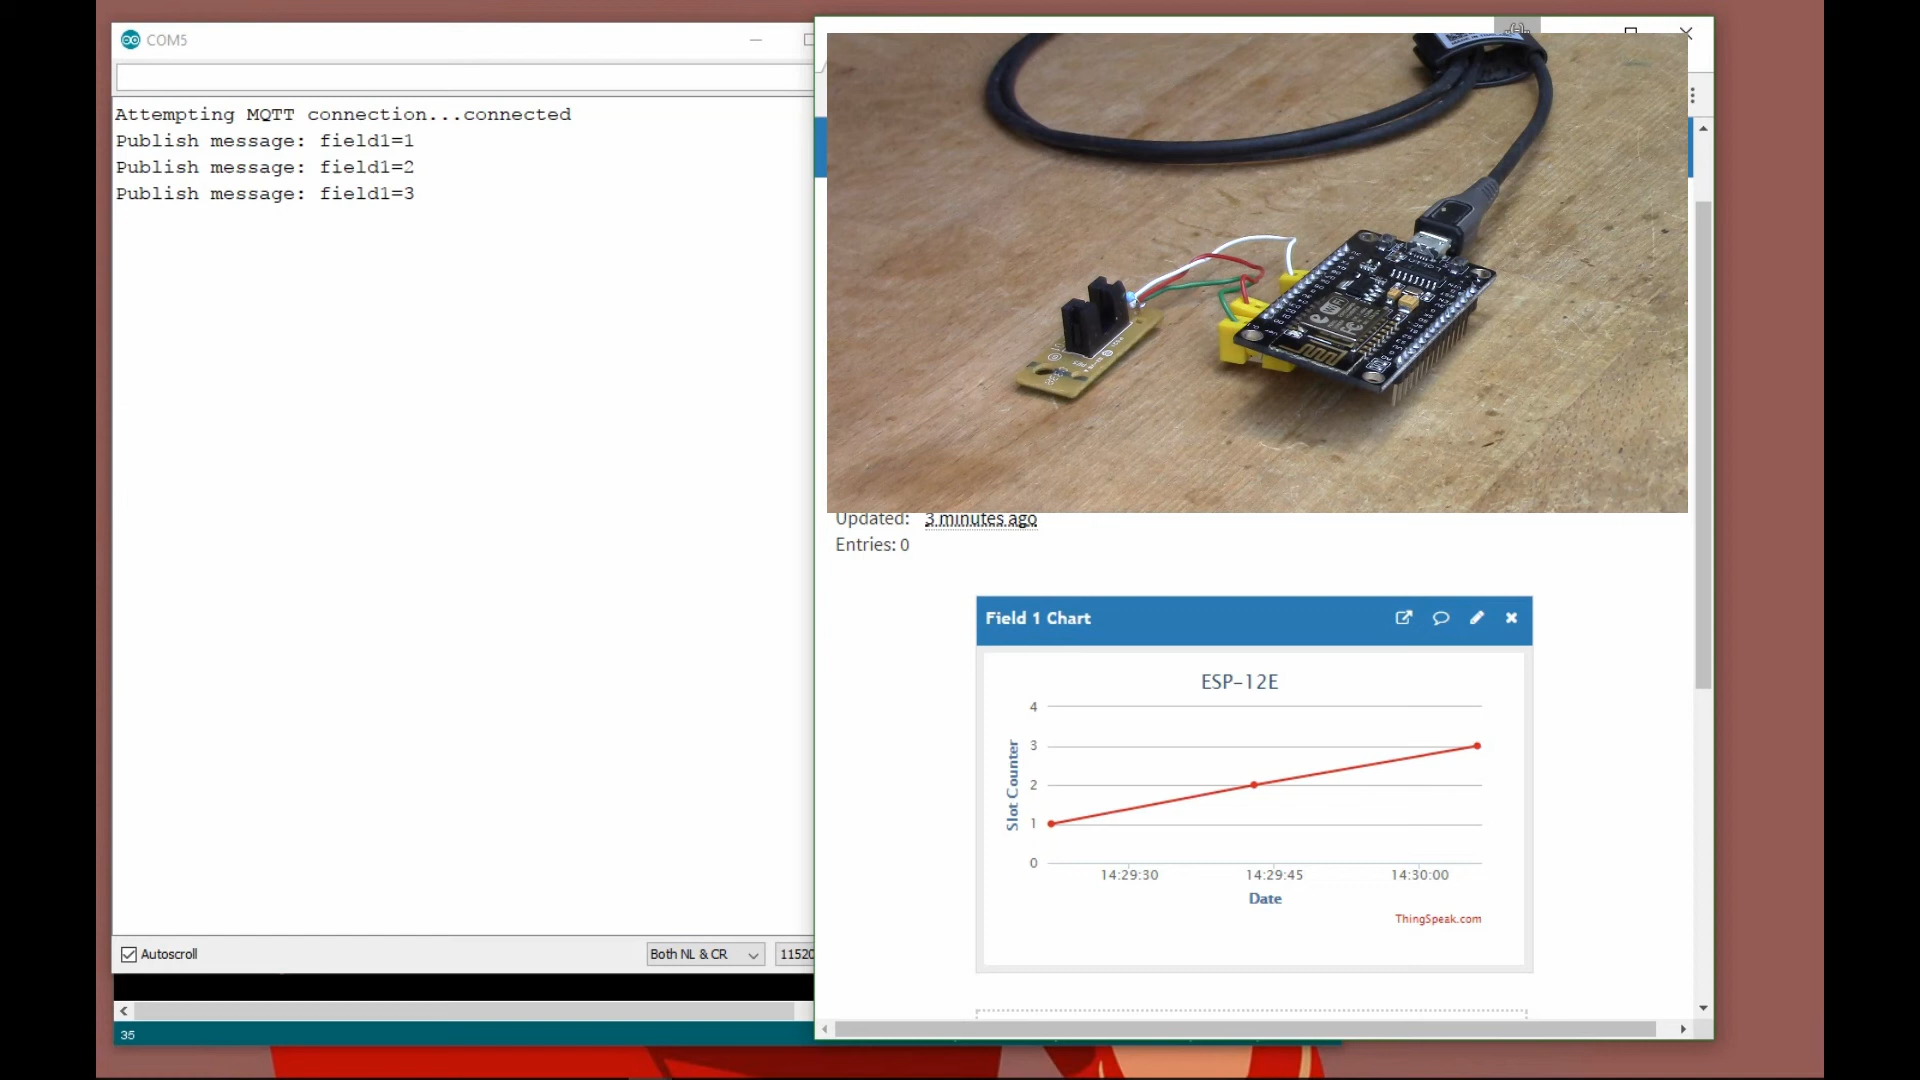 COM5
Attempting MQTT connection...connected
Publish message: field1=1
Publish message: field1=2
Publish message: field1=3
Autoscroll
Both NL & CR
11520
35
WiFi
Updated: 3 minutes ago
Entries: 0
Field 1 Chart
ESP-12E
4
3
2
1
0
Slot Counter
14:29:30
14:29:45
14:30:00
Date
ThingSpeak.com